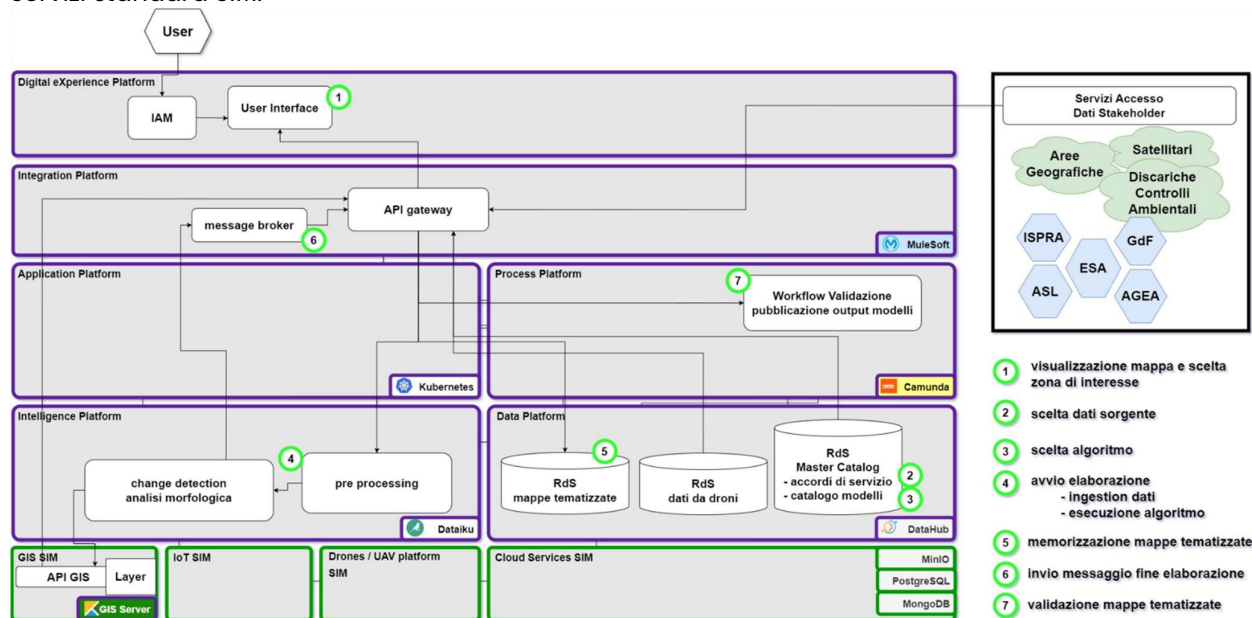 servizi standard SIM.
User
Digital eXperience Platform
IAM
User Interface
1
Servizi Accesso
Dati Stakeholder
Aree
Geografiche
Satellitari
Discariche
Controlli
Ambientali
ISPRA
GdF
ESA
ASL
AGEA
Integration Platform
message broker
6
API gateway
MuleSoft
Application Platform
Kubernetes
Process Platform
7
Workflow Validazione
pubblicazione output modelli
Camunda
Intelligence Platform
change detection
analisi morfologica
4
pre processing
Dataiku
Data Platform
5
RdS
mappe tematizzate
RdS
dati da droni
RdS
Master Catalog
- accordi di servizio
- catalogo modelli
2
3
DataHub
GIS SIM
API GIS
Layer
GIS Server
IoT SIM
Drones / UAV platform
SIM
Cloud Services SIM
MinIO
PostgreSQL
MongoDB
1 visualizzazione mappa e scelta
zona di interesse
2 scelta dati sorgente
3 scelta algoritmo
4 avvio elaborazione
- ingestion dati
- esecuzione algoritmo
5 memorizzazione mappe tematizzate
6 invio messaggio fine elaborazione
7 validazione mappe tematizzate